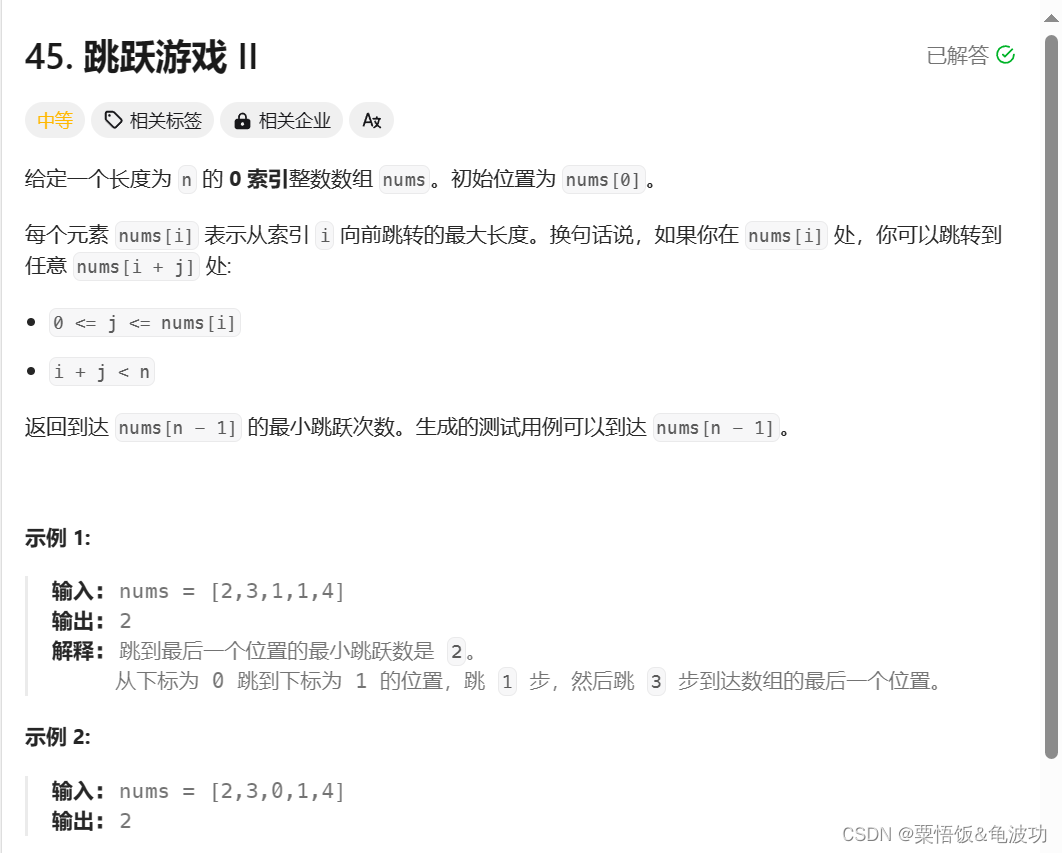 45. 跳跃游戏 II
已解答
中等 相关标签 相关企业 Aא
给定一个长度为 n 的 0 索引整数数组 nums。初始位置为 nums[0]。
每个元素 nums[i] 表示从索引 i 向前跳转的最大长度。换句话说，如果你在 nums[i] 处，你可以跳转到
任意 nums[i + j] 处:
• 0 <= j <= nums[i]
• i + j < n
返回到达 nums[n - 1] 的最小跳跃次数。生成的测试用例可以到达 nums[n - 1]。
示例 1:
输入: nums = [2,3,1,1,4]
输出: 2
解释: 跳到最后一个位置的最小跳跃数是 2。
从下标为 0 跳到下标为 1 的位置，跳 1 步，然后跳 3 步到达数组的最后一个位置。
示例 2:
输入: nums = [2,3,0,1,4]
输出: 2
CSDN @粟悟饭&龟波功